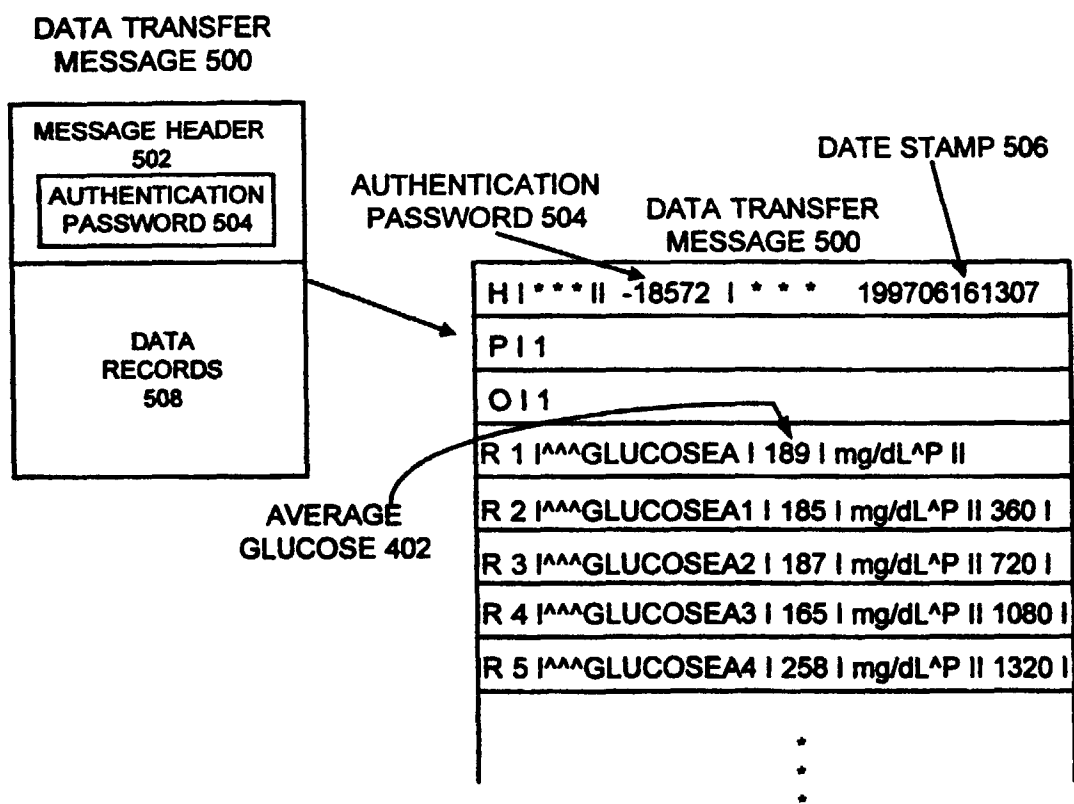 DATA TRANSFER
MESSAGE 500
MESSAGE HEADER
502
AUTHENTICATION
PASSWORD 504
DATA
RECORDS
508
AUTHENTICATION
PASSWORD 504
DATA TRANSFER
MESSAGE 500
DATE STAMP 506
H I * * * II -18572 I * * * 199706161307
P I 1
O I 1
R 1 I^^^GLUCOSEA I 189 I mg/dL^P II
R 2 I^^^GLUCOSEA1 I 185 I mg/dL^P II 360 I
R 3 I^^^GLUCOSEA2 I 187 I mg/dL^P II 720 I
R 4 I^^^GLUCOSEA3 I 165 I mg/dL^P II 1080 I
R 5 I^^^GLUCOSEA4 I 258 I mg/dL^P II 1320 I
*
*
*
AVERAGE
GLUCOSE 402